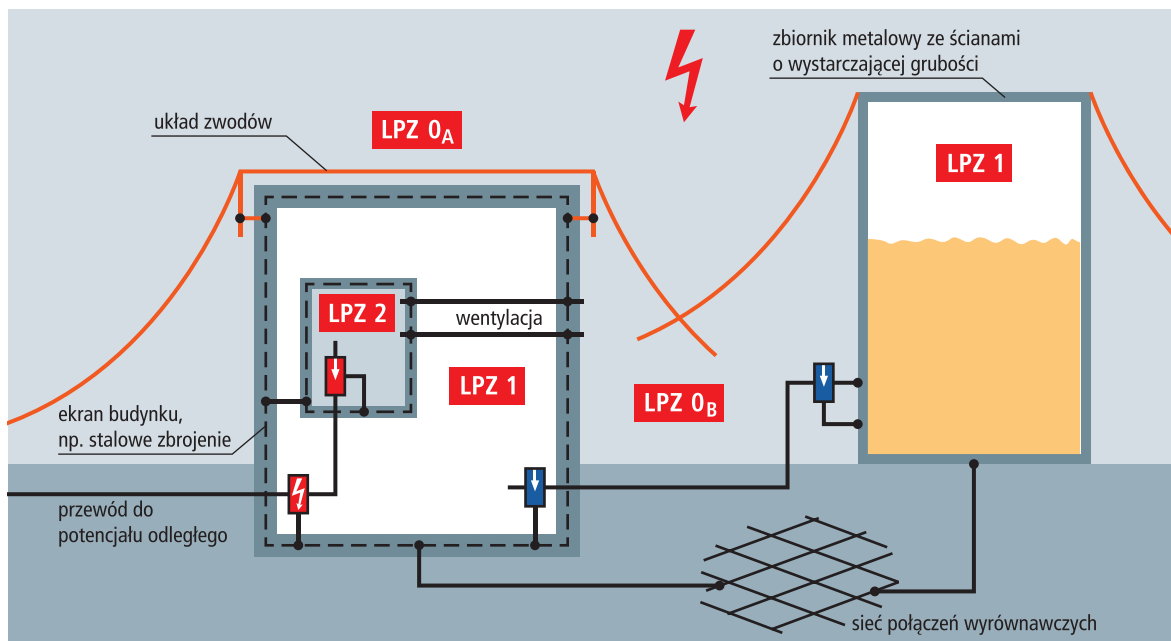 zbiornik metalowy ze ścianami
o wystarczającej grubości
układ zwodów
LPZ 0A
LPZ 1
LPZ 2
wentylacja
LPZ 1
LPZ 0B
ekran budynku,
np. stalowe zbrojenie
przewód do
potencjału odległego
sieć połączeń wyrównawczych